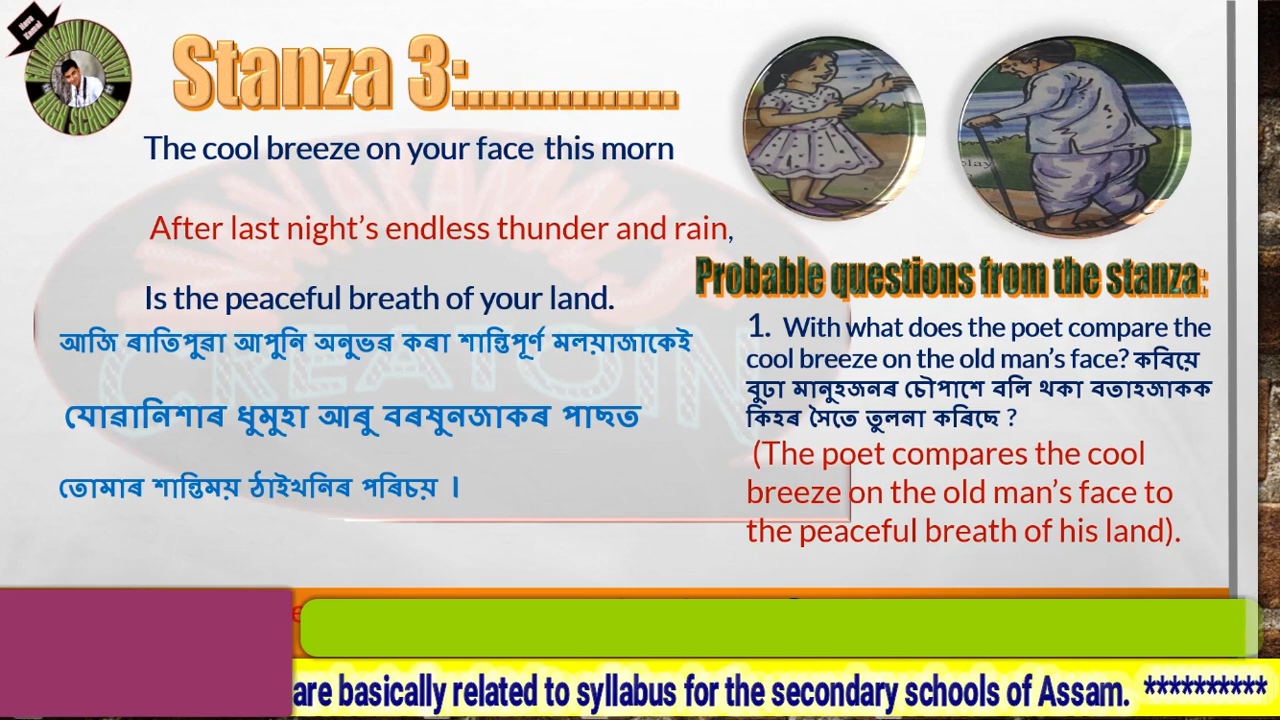 Stanza 3:..............
The cool breeze on your face this morn
After last night’s endless thunder and rain,
Is the peaceful breath of your land.
আজি ৰাতিপুৱা আপুনি অনুভৱ কৰা শান্তিপূৰ্ণ মলয়াজাকেই
যোৱানিশাৰ ধুমুহা আৰু বৰষুনজাকৰ পাছত
তোমাৰ শান্তিময় ঠাইখনিৰ পৰিচয় ।
play
Probable questions from the stanza:
1. With what does the poet compare the
cool breeze on the old man’s face? কবিয়ে
বুঢা মানুহজনৰ চৌপাশে বলি থকা বতাহজাকক
কিহৰ সৈতে তুলনা কৰিছে ?
(The poet compares the cool
breeze on the old man’s face to
the peaceful breath of his land).
are basically related to syllabus for the secondary schools of Assam. **********